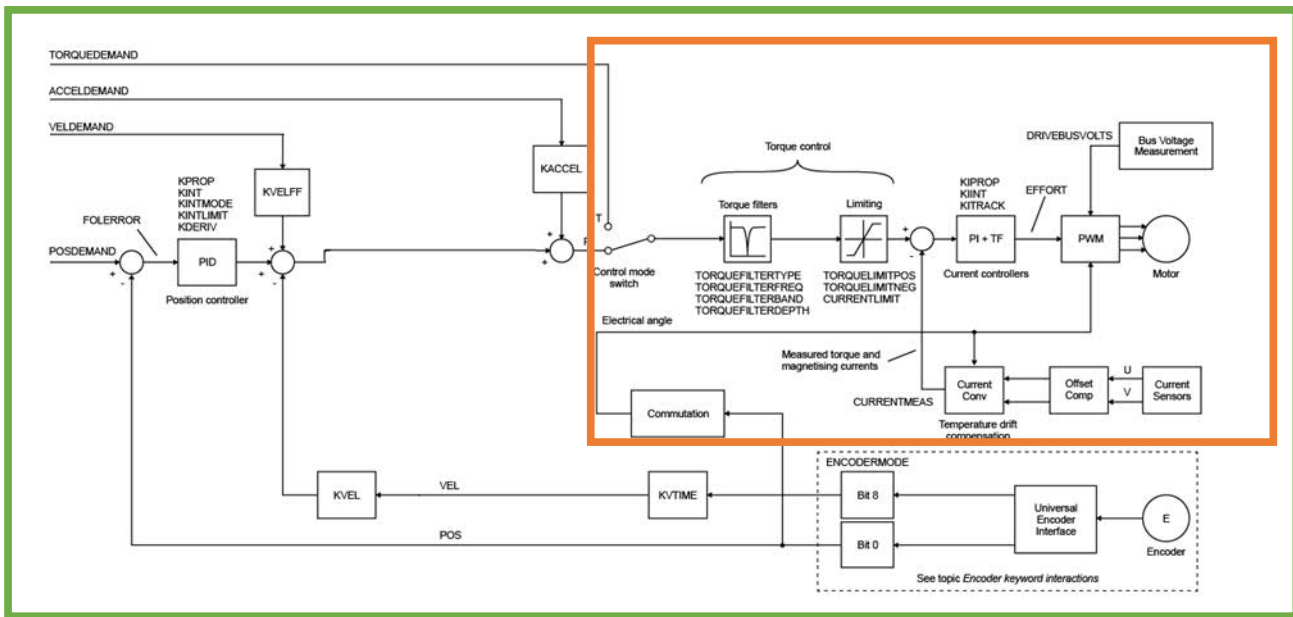 TORQUEDEMAND
ACCELDEMAND
VELDEMAND
KVELFF
KACCEL
KPROP
KINT
KINTMODE
KINTLIMIT
KDERIV
FOLERROR
POSDEMAND
+
-
PID
Position controller
+
+
-
+
+
T
P
Control mode
switch
Torque control
Torque filters
TORQUEFILTERTYPE
TORQUEFILTERFREQ
TORQUEFILTERBAND
TORQUEFILTERDEPTH
Limiting
TORQUELIMITPOS
TORQUELIMITNEG
CURRENTLIMIT
+
-
KIPROP
KIINT
KITRACK
PI + TF
Current controllers
EFFORT
DRIVEBUSVOLTS
Bus Voltage
Measurement
PWM
Motor
Electrical angle
Measured torque and
magnetising currents
CURRENTMEAS
Current
Conv
Temperature drift
compensation
Offset
Comp
U
V
Current
Sensors
Commutation
KVEL
VEL
KVTIME
POS
ENCODERMODE
Bit 8
Bit 0
Universal
Encoder
Interface
E
Encoder
See topic Encoder keyword interactions